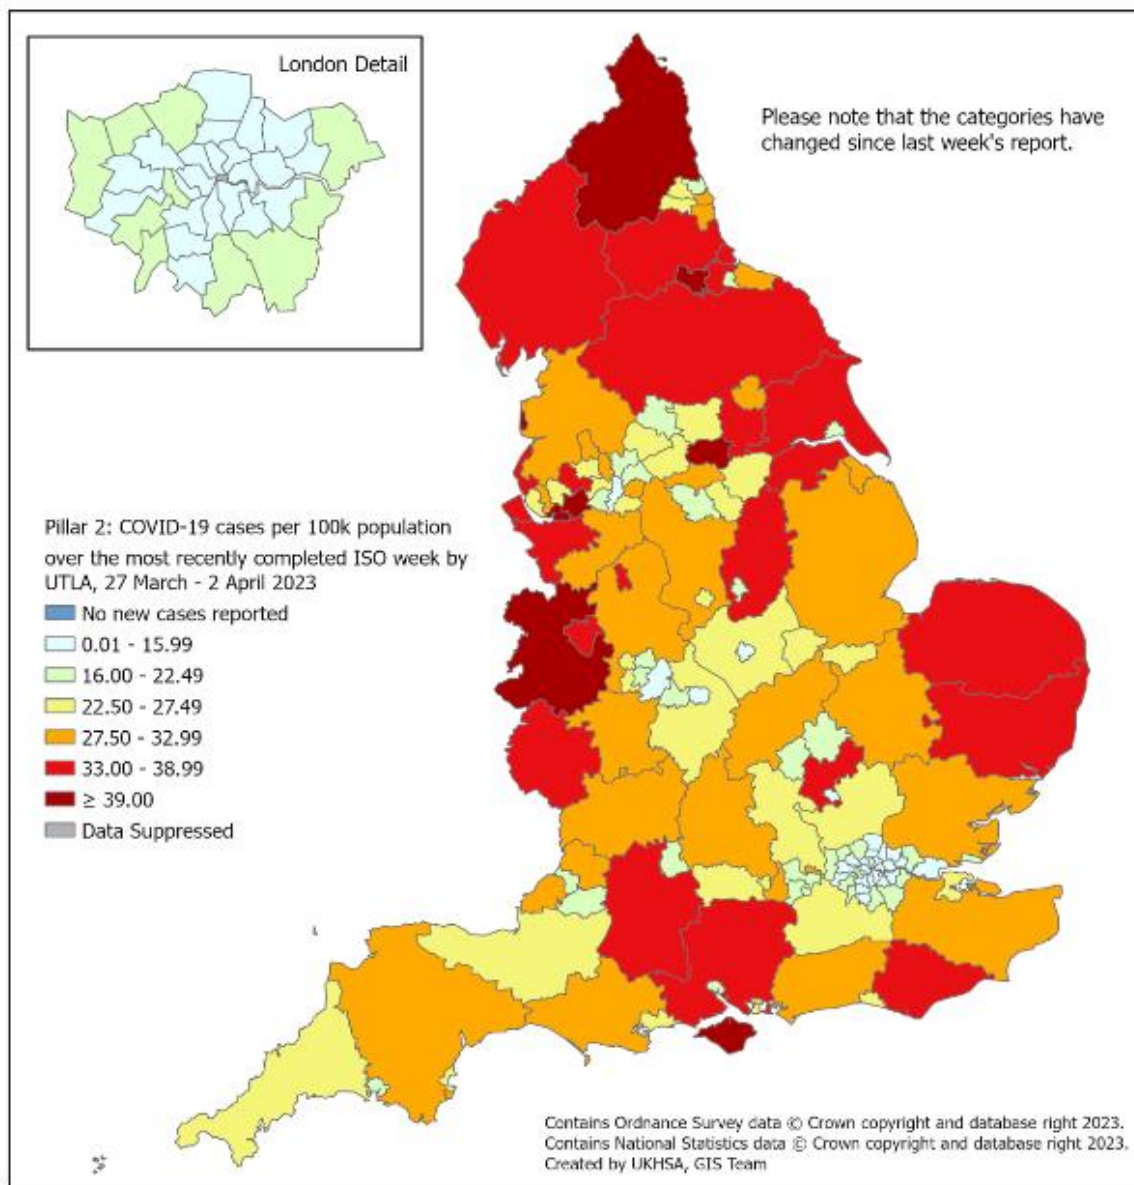 London Detail
Please note that the categories have
changed since last week's report.
Pillar 2: COVID-19 cases per 100k population
over the most recently completed ISO week by
UTLA, 27 March - 2 April 2023
No new cases reported
0.01 - 15.99
16.00 - 22.49
22.50 - 27.49
27.50 - 32.99
33.00 - 38.99
≥ 39.00
Data Suppressed
Contains Ordnance Survey data © Crown copyright and database right 2023.
Contains National Statistics data © Crown copyright and database right 2023.
Created by UKHSA, GIS Team